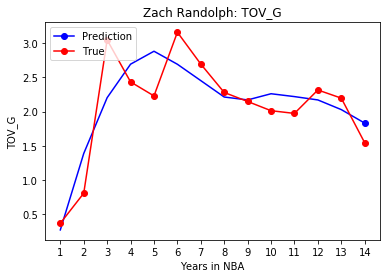 Zach Randolph: TOV_G
Prediction
True
3.0
2.5
2.0
1.5
1.0
0.5
TOV_G
1 2 3 4 5 6 7 8 9 10 11 12 13 14
Years in NBA